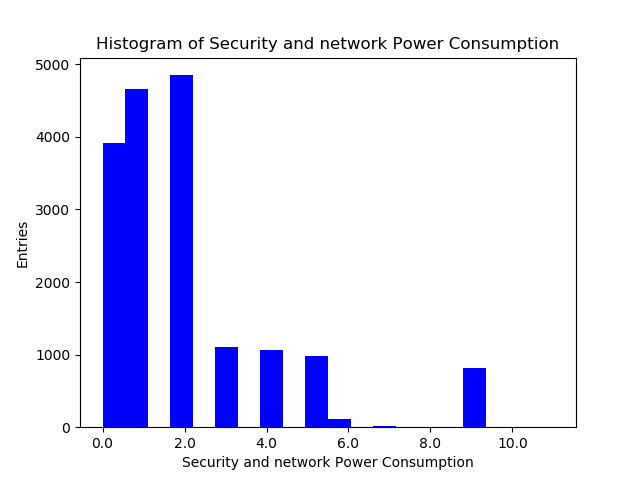 Histogram of Security and network Power Consumption
5000
4000
3000
2000
1000
0
Entries
0.0 2.0 4.0 6.0 8.0 10.0
Security and network Power Consumption